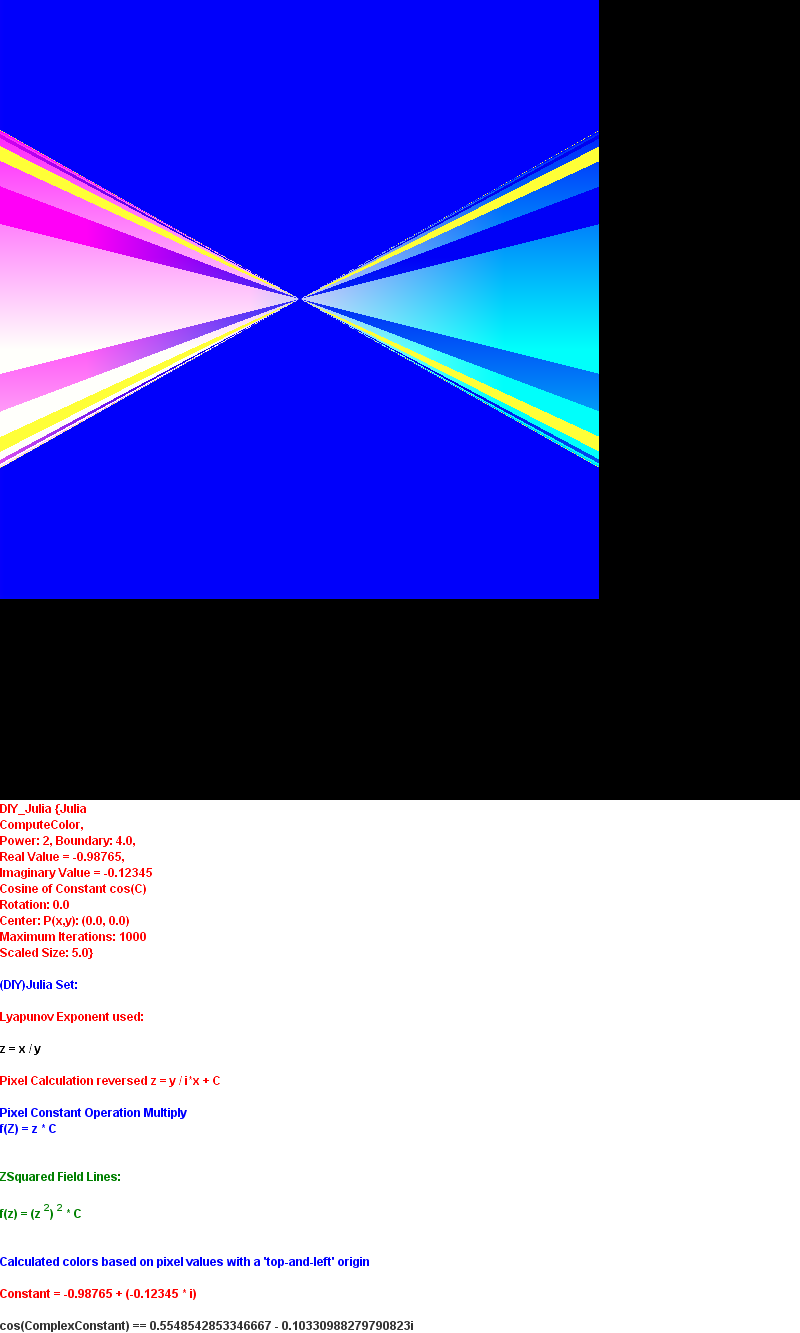 DIY_Julia {Julia
ComputeColor,
Power: 2, Boundary: 4.0,
Real Value = -0.98765,
Imaginary Value = -0.12345
Cosine of Constant cos(C)
Rotation: 0.0
Center: P(x,y): (0.0, 0.0)
Maximum Iterations: 1000
Scaled Size: 5.0}
(DIY)Julia Set:
Lyapunov Exponent used:
z = x / y
Pixel Calculation reversed z = y / i*x + C
Pixel Constant Operation Multiply
f(Z) = z * C
ZSquared Field Lines:
f(z) = (z ²) ² * C
Calculated colors based on pixel values with a 'top-and-left' origin
Constant = -0.98765 + (-0.12345 * i)
cos(ComplexConstant) == 0.5548542853346667 - 0.10330988279790823i